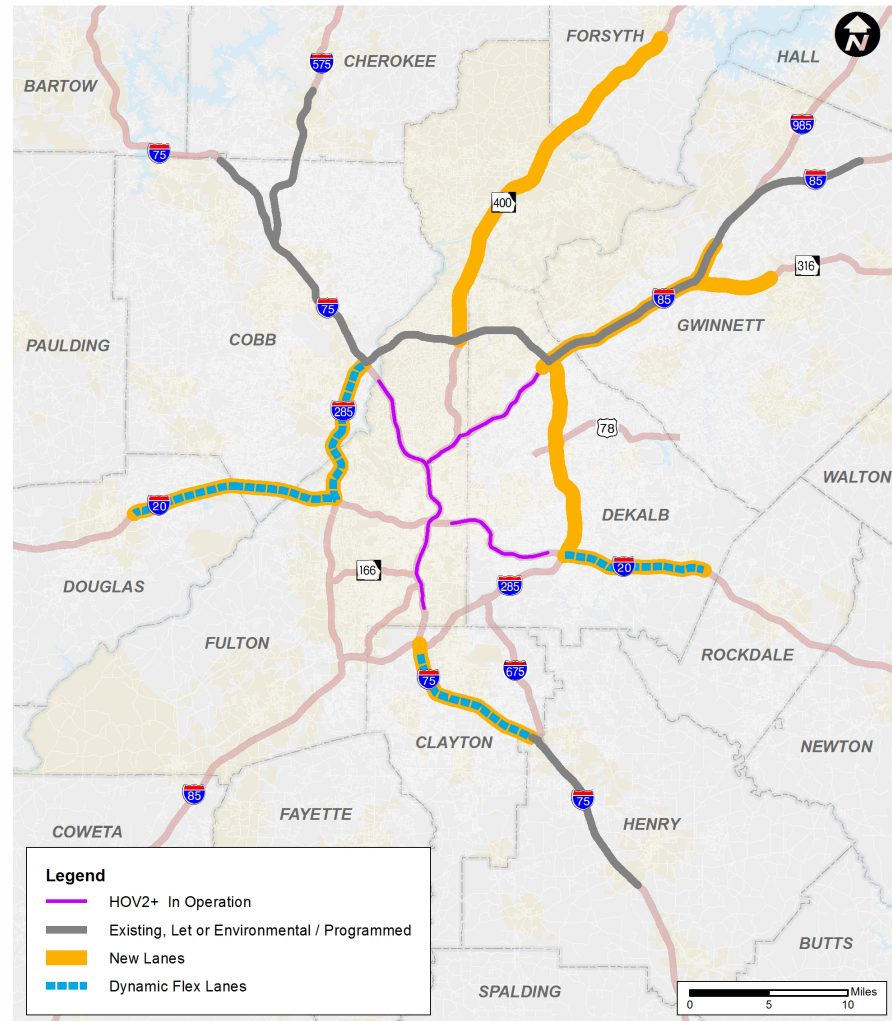 FORSYTH
N
HALL
575
CHEROKEE
BARTOW
985
75
85
400
316
75
85
GWINNETT
COBB
PAULDING
285
78
WALTON
20
DEKALB
166
20
285
DOUGLAS
FULTON
ROCKDALE
675
75
CLAYTON
NEWTON
85
75
FAYETTE
HENRY
COWETA
Legend
HOV2+ In Operation
Existing, Let or Environmental / Programmed
New Lanes
Dynamic Flex Lanes
BUTTS
SPALDING
Miles
0 5 10